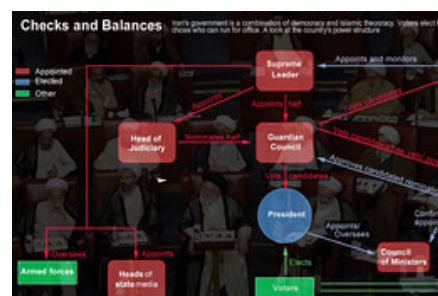 Checks and Balances
Iran's government is a combination of democracy and Islamic theocracy. Voters elect
those who can run for office. A look at the country's power structure
Appointed
Elected
Other
Supreme
Leader
Appoints and monitors
Appoints
Appoints half
Vets candidates
Head of
Judiciary
Nominates half
Guardian
Council
Vets candidates
Approves candidates
President
Appoints/
Oversees
Council
of Ministers
Oversees
Appoints
Armed forces
Heads of
state media
Elects
Voters